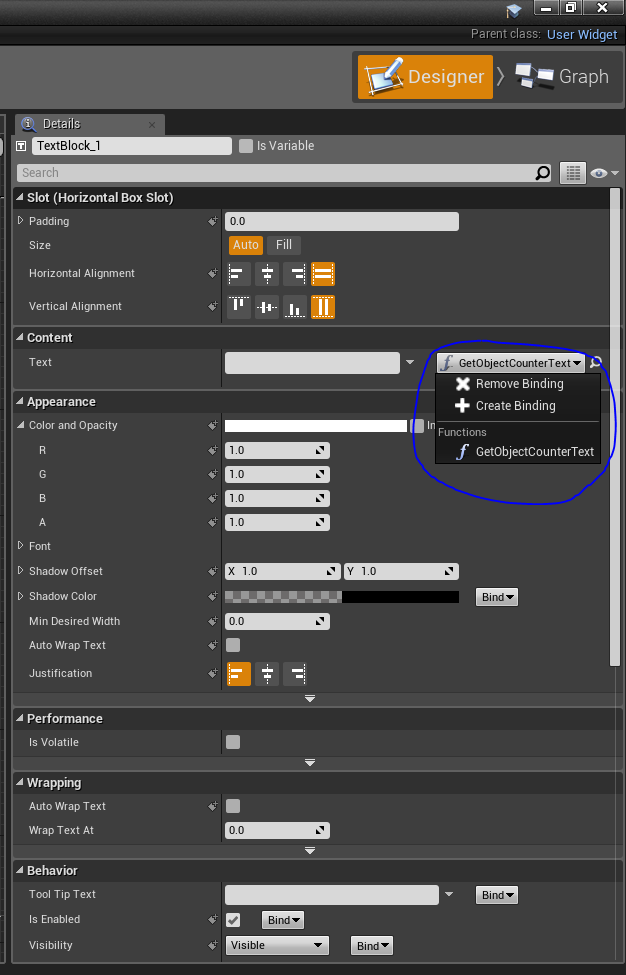 Parent class: User Widget
Designer Graph
Details
TextBlock_1 Is Variable
Search
Slot (Horizontal Box Slot)
Padding 0.0
Size Auto Fill
Horizontal Alignment
Vertical Alignment
Content
Text GetObjectCounterText
Remove Binding
Create Binding
Functions
GetObjectCounterText
Appearance
Color and Opacity In
R 1.0
G 1.0
B 1.0
A 1.0
Font
Shadow Offset X 1.0 Y 1.0
Shadow Color Bind
Min Desired Width 0.0
Auto Wrap Text
Justification
Performance
Is Volatile
Wrapping
Auto Wrap Text
Wrap Text At 0.0
Behavior
Tool Tip Text Bind
Is Enabled Bind
Visibility Visible Bind